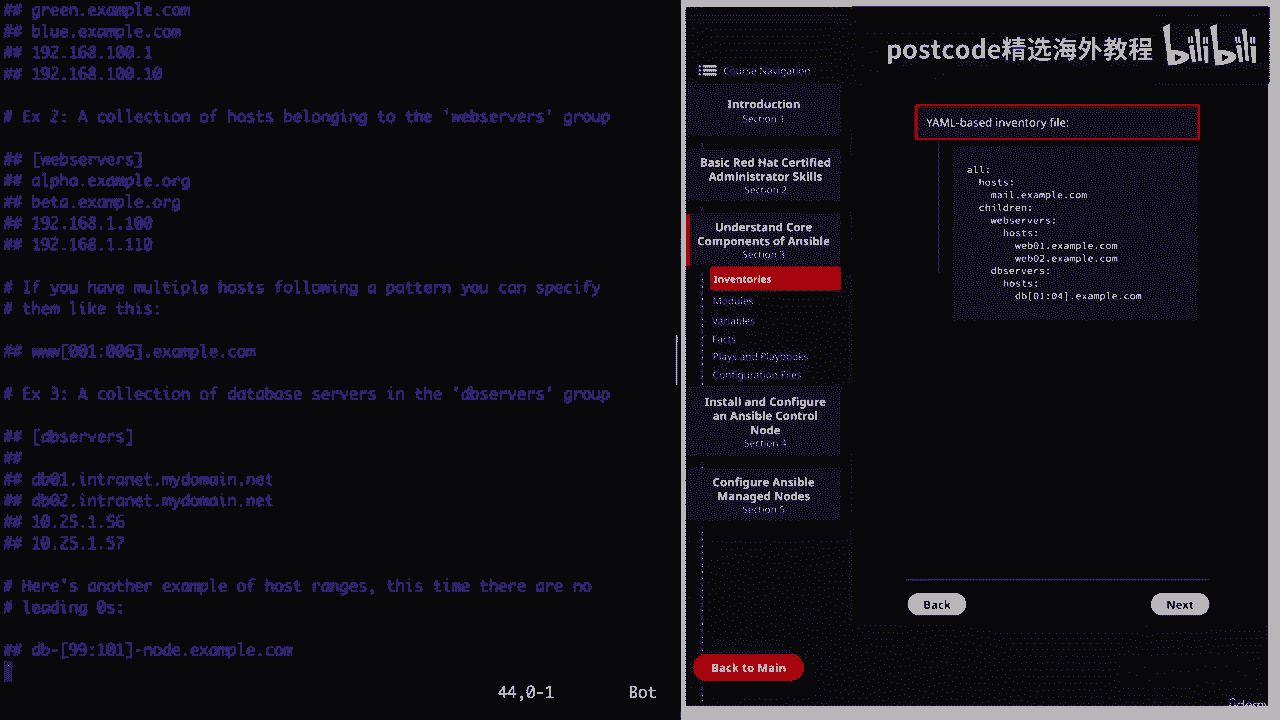 ## green.example.com
## blue.example.com
## 192.168.100.1
## 192.168.100.10
# Ex 2: A collection of hosts belonging to the 'webservers' group
## [webservers]
## alpha.example.org
## beta.example.org
## 192.168.1.100
## 192.168.1.110
# If you have multiple hosts following a pattern you can specify
# them like this:
## www[001:006].example.com
# Ex 3: A collection of database servers in the 'dbservers' group
## [dbservers]
##
## db01.intranet.mydomain.net
## db02.intranet.mydomain.net
## 10.25.1.56
## 10.25.1.57
# Here's another example of host ranges, this time there are no
# leading 0s:
## db-[99:101]-node.example.com
44,0-1 Bot
postcode精选海外教程 bilibili
Course Navigation
Introduction
Section 1
Basic Red Hat Certified
Administrator Skills
Section 2
Understand Core
Components of Ansible
Section 3
Inventories
Modules
Variables
Facts
Plays and Playbooks
Configuration Files
Install and Configure
an Ansible Control
Node
Section 4
Configure Ansible
Managed Nodes
Section 5
Back to Main
YAML-based inventory file:
all:
hosts:
mail.example.com
children:
webservers:
hosts:
web01.example.com
web02.example.com
dbservers:
hosts:
db[01:04].example.com
Back
Next